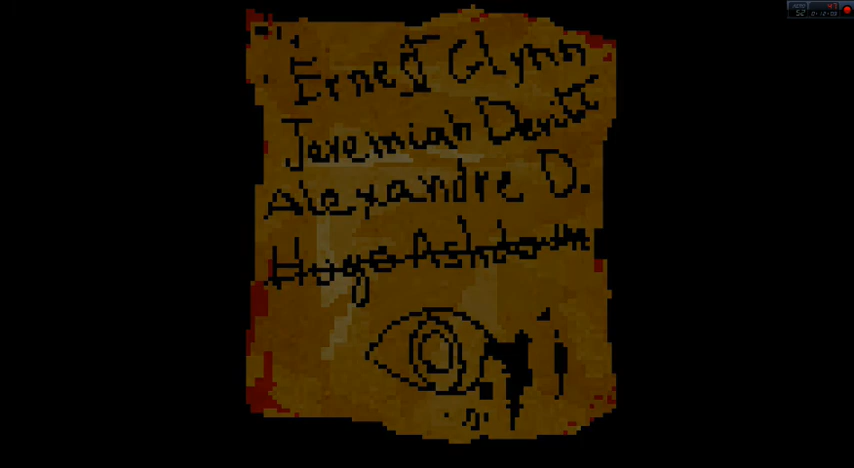 Ernest Glynn
Jeremiah Devitt
Alexandre D.
Hugo Ashdown